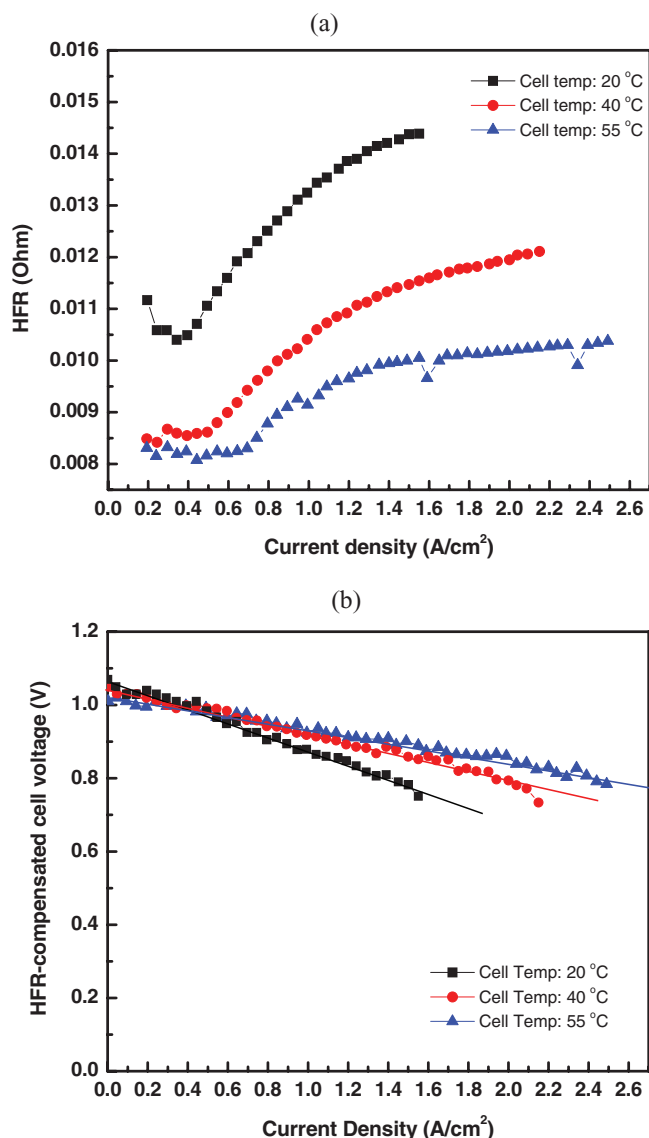 (a)
0.016
0.015
0.014
0.013
0.012
0.011
0.010
0.009
0.008
HFR (Ohm)
Cell temp: 20 °C
Cell temp: 40 °C
Cell temp: 55 °C
0.0 0.2 0.4 0.6 0.8 1.0 1.2 1.4 1.6 1.8 2.0 2.2 2.4 2.6
Current density (A/cm²)
(b)
1.2
1.0
0.8
0.6
0.4
0.2
0.0
HFR-compensated cell voltage (V)
Cell Temp: 20 °C
Cell Temp: 40 °C
Cell Temp: 55 °C
0.0 0.2 0.4 0.6 0.8 1.0 1.2 1.4 1.6 1.8 2.0 2.2 2.4 2.6
Current Density (A/cm²)